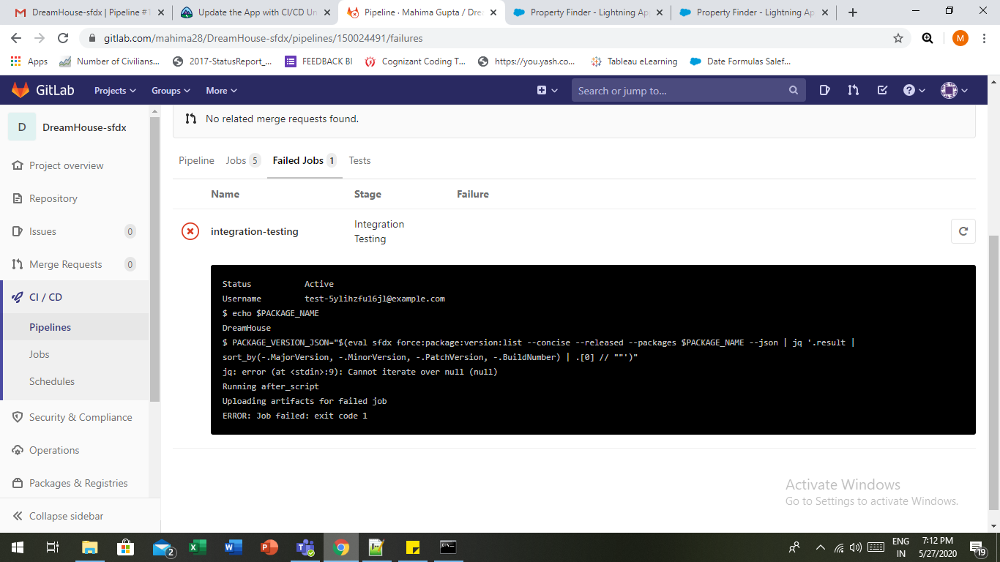 DreamHouse-sfdx | Pipeline #1
Update the App with CI/CD Un
Pipeline · Mahima Gupta / Drea
Property Finder - Lightning Ap
Property Finder - Lightning Ap
gitlab.com/mahima28/DreamHouse-sfdx/pipelines/150024491/failures
M
Apps
Number of Civilians...
2017-StatusReport_...
FEEDBACK BI
Cognizant Coding T...
https://you.yash.co...
Tableau eLearning
Date Formulas Salef...
GitLab
Projects
Groups
More
Search or jump to...
D
DreamHouse-sfdx
Project overview
Repository
Issues 0
Merge Requests 0
CI / CD
Pipelines
Jobs
Schedules
Security & Compliance
Operations
Packages & Registries
Collapse sidebar
No related merge requests found.
Pipeline Jobs 5 Failed Jobs 1 Tests
Name Stage Failure
integration-testing
Integration
Testing
Status Active
Username test-5ylihzfu16jl@example.com
$ echo $PACKAGE_NAME
DreamHouse
$ PACKAGE_VERSION_JSON="$(eval sfdx force:package:version:list --concise --released --packages $PACKAGE_NAME --json | jq '.result |
sort_by(-.MajorVersion, -.MinorVersion, -.PatchVersion, -.BuildNumber) | .[0] // ""')"
jq: error (at <stdin>:9): Cannot iterate over null (null)
Running after_script
Uploading artifacts for failed job
ERROR: Job failed: exit code 1
Activate Windows
Go to Settings to activate Windows.
2
ENG
IN
7:12 PM
5/27/2020
19